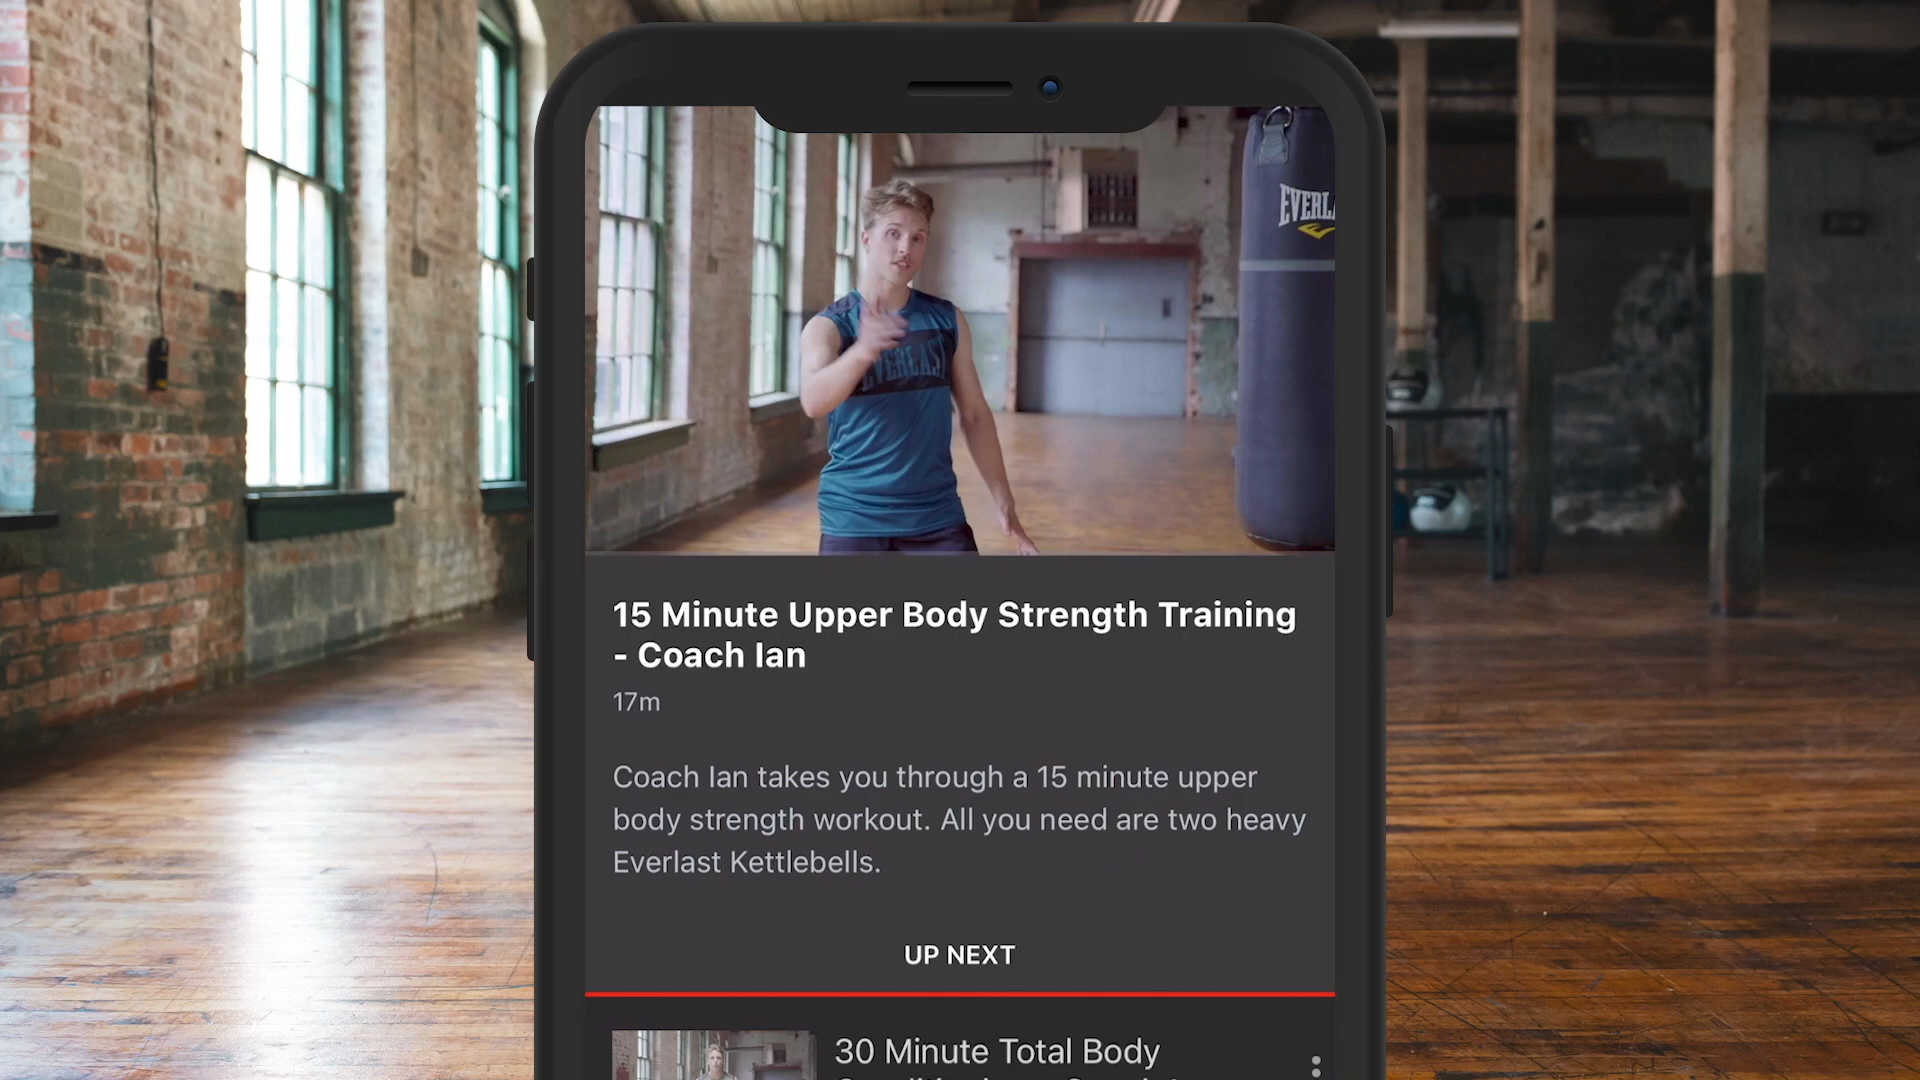 EVERLAST
15 Minute Upper Body Strength Training
- Coach Ian
17m
Coach Ian takes you through a 15 minute upper
body strength workout. All you need are two heavy
Everlast Kettlebells.
UP NEXT
30 Minute Total Body